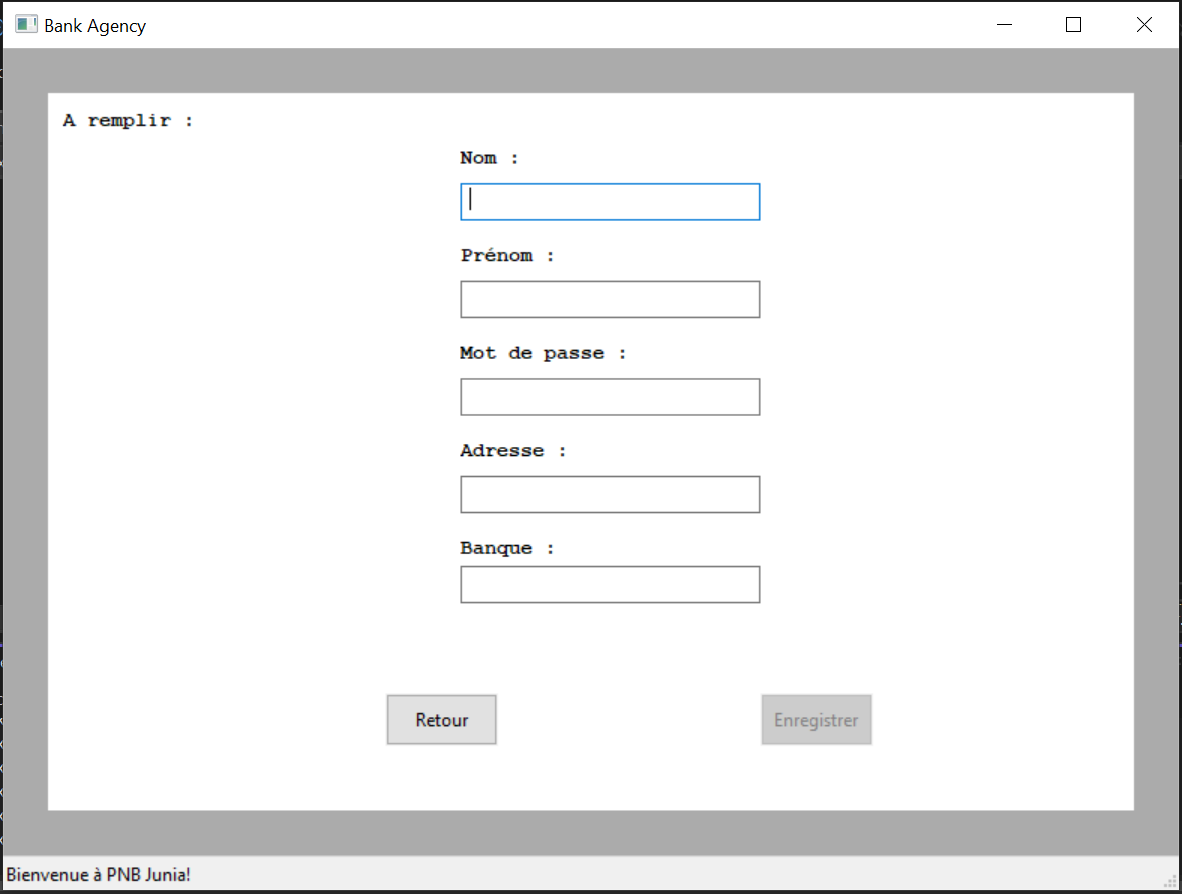 Bank Agency
A remplir :
Nom :
Prénom :
Mot de passe :
Adresse :
Banque :
Retour
Enregistrer
Bienvenue à PNB Junia!